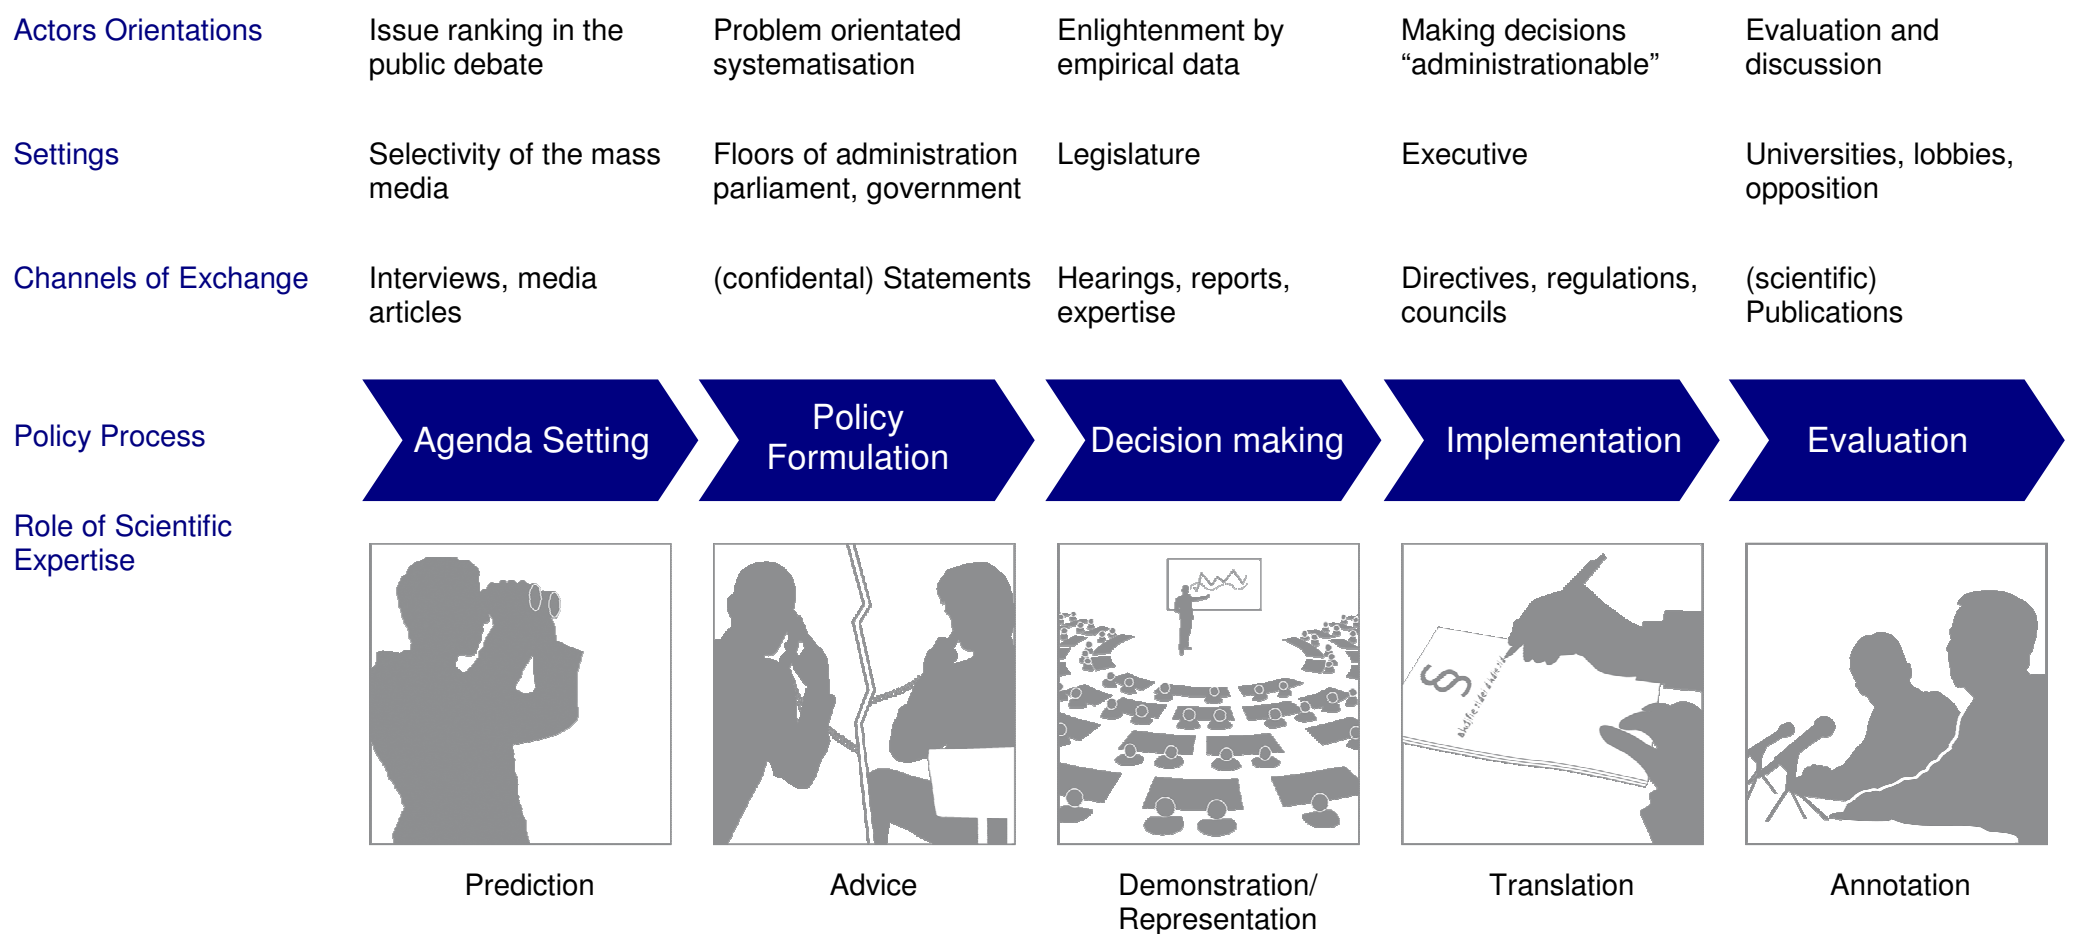 Actors Orientations
Issue ranking in the
public debate
Problem orientated
systematisation
Enlightenment by
empirical data
Making decisions
“administrationable”
Evaluation and
discussion
Settings
Selectivity of the mass
media
Floors of administration
parliament, government
Legislature
Executive
Universities, lobbies,
opposition
Channels of Exchange
Interviews, media
articles
(confidental) Statements
Hearings, reports,
expertise
Directives, regulations,
councils
(scientific)
Publications
Policy Process
Agenda Setting
Policy
Formulation
Decision making
Implementation
Evaluation
Role of Scientific
Expertise
§
Prediction
Advice
Demonstration/
Representation
Translation
Annotation